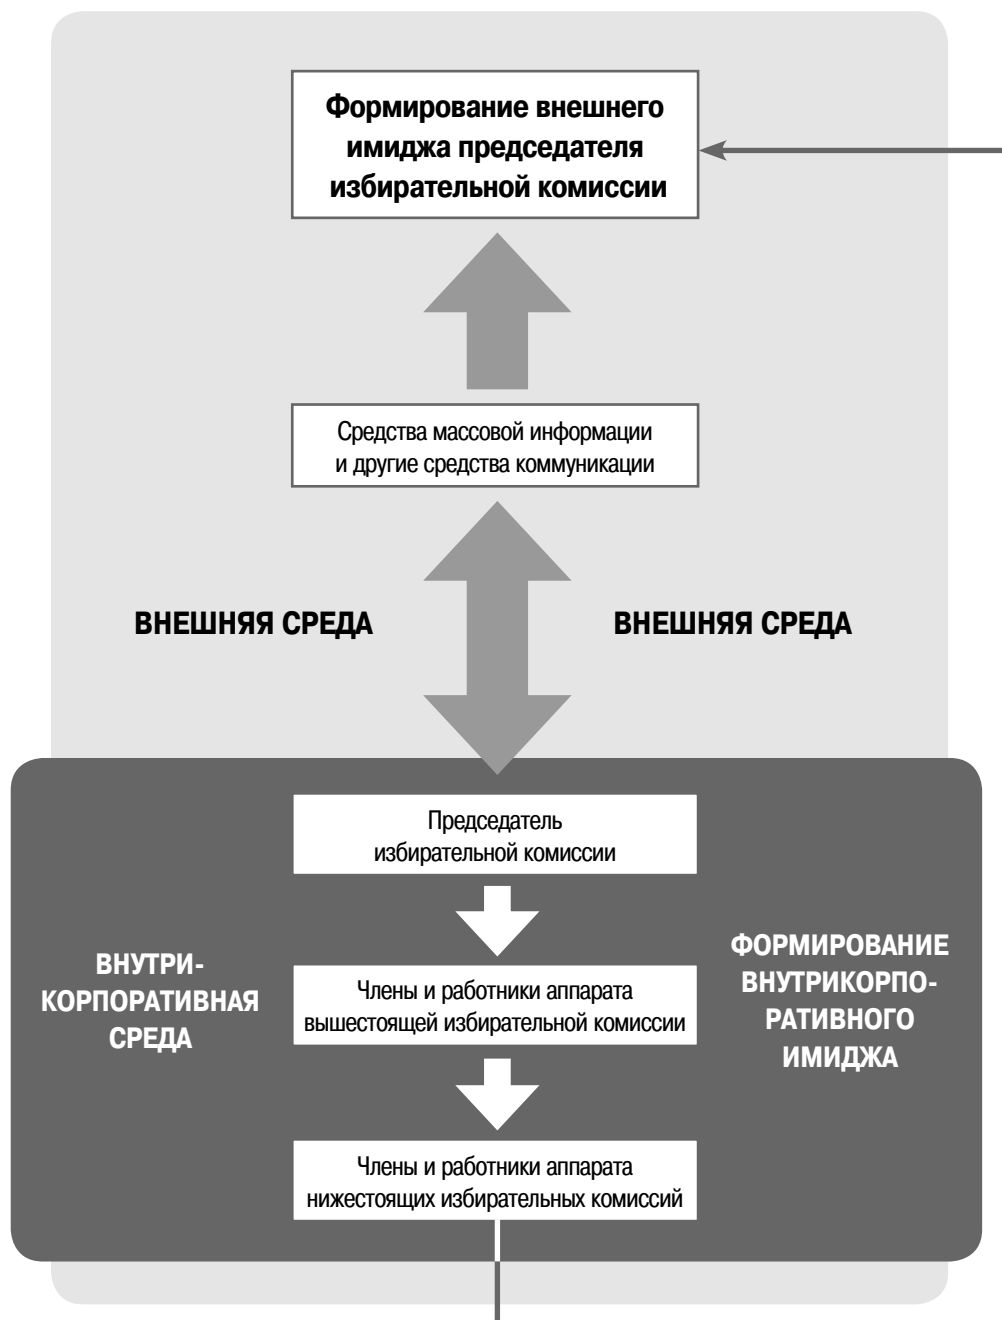 Формирование внешнего
имиджа председателя
избирательной комиссии
Средства массовой информации
и другие средства коммуникации
ВНЕШНЯЯ СРЕДА
ВНЕШНЯЯ СРЕДА
Председатель
избирательной комиссии
ВНУТРИ-
КОРПОРАТИВНАЯ
СРЕДА
Члены и работники аппарата
вышестоящей избирательной комиссии
ФОРМИРОВАНИЕ
ВНУТРИКОРПО-
РАТИВНОГО
ИМИДЖА
Члены и работники аппарата
нижестоящих избирательных комиссий